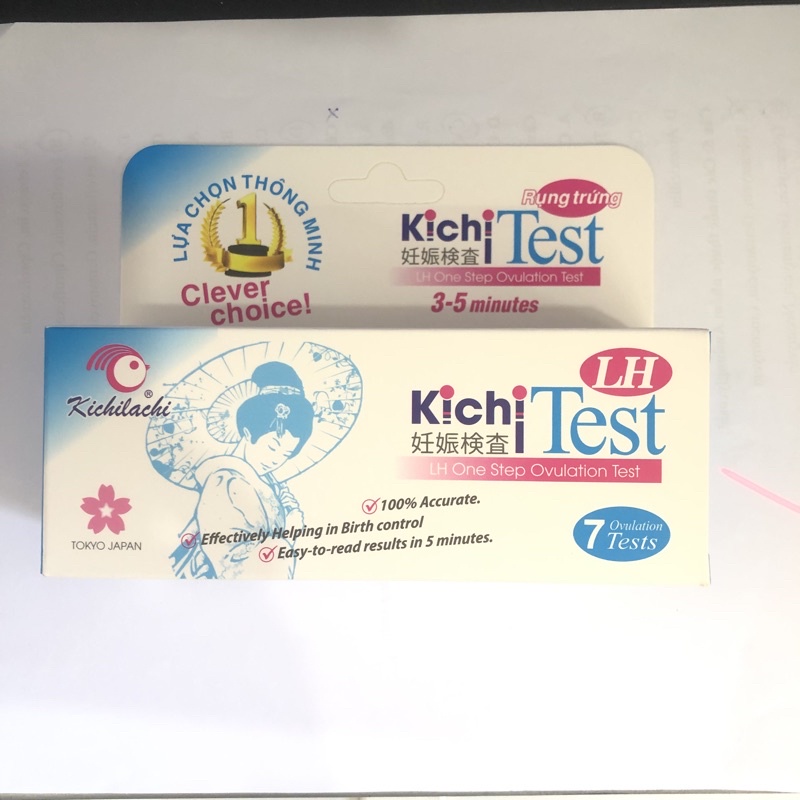 LỰA CHỌN THÔNG MINH
1
Clever
choice!
Rụng trứng
Kichi Test
妊娠検査
LH One Step Ovulation Test
3-5 minutes
Kichilachi®
TOKYO JAPAN
LH
Kichi Test
妊娠検査
LH One Step Ovulation Test
100% Accurate.
Effectively Helping in Birth control
Easy-to-read results in 5 minutes.
7 Ovulation
Tests